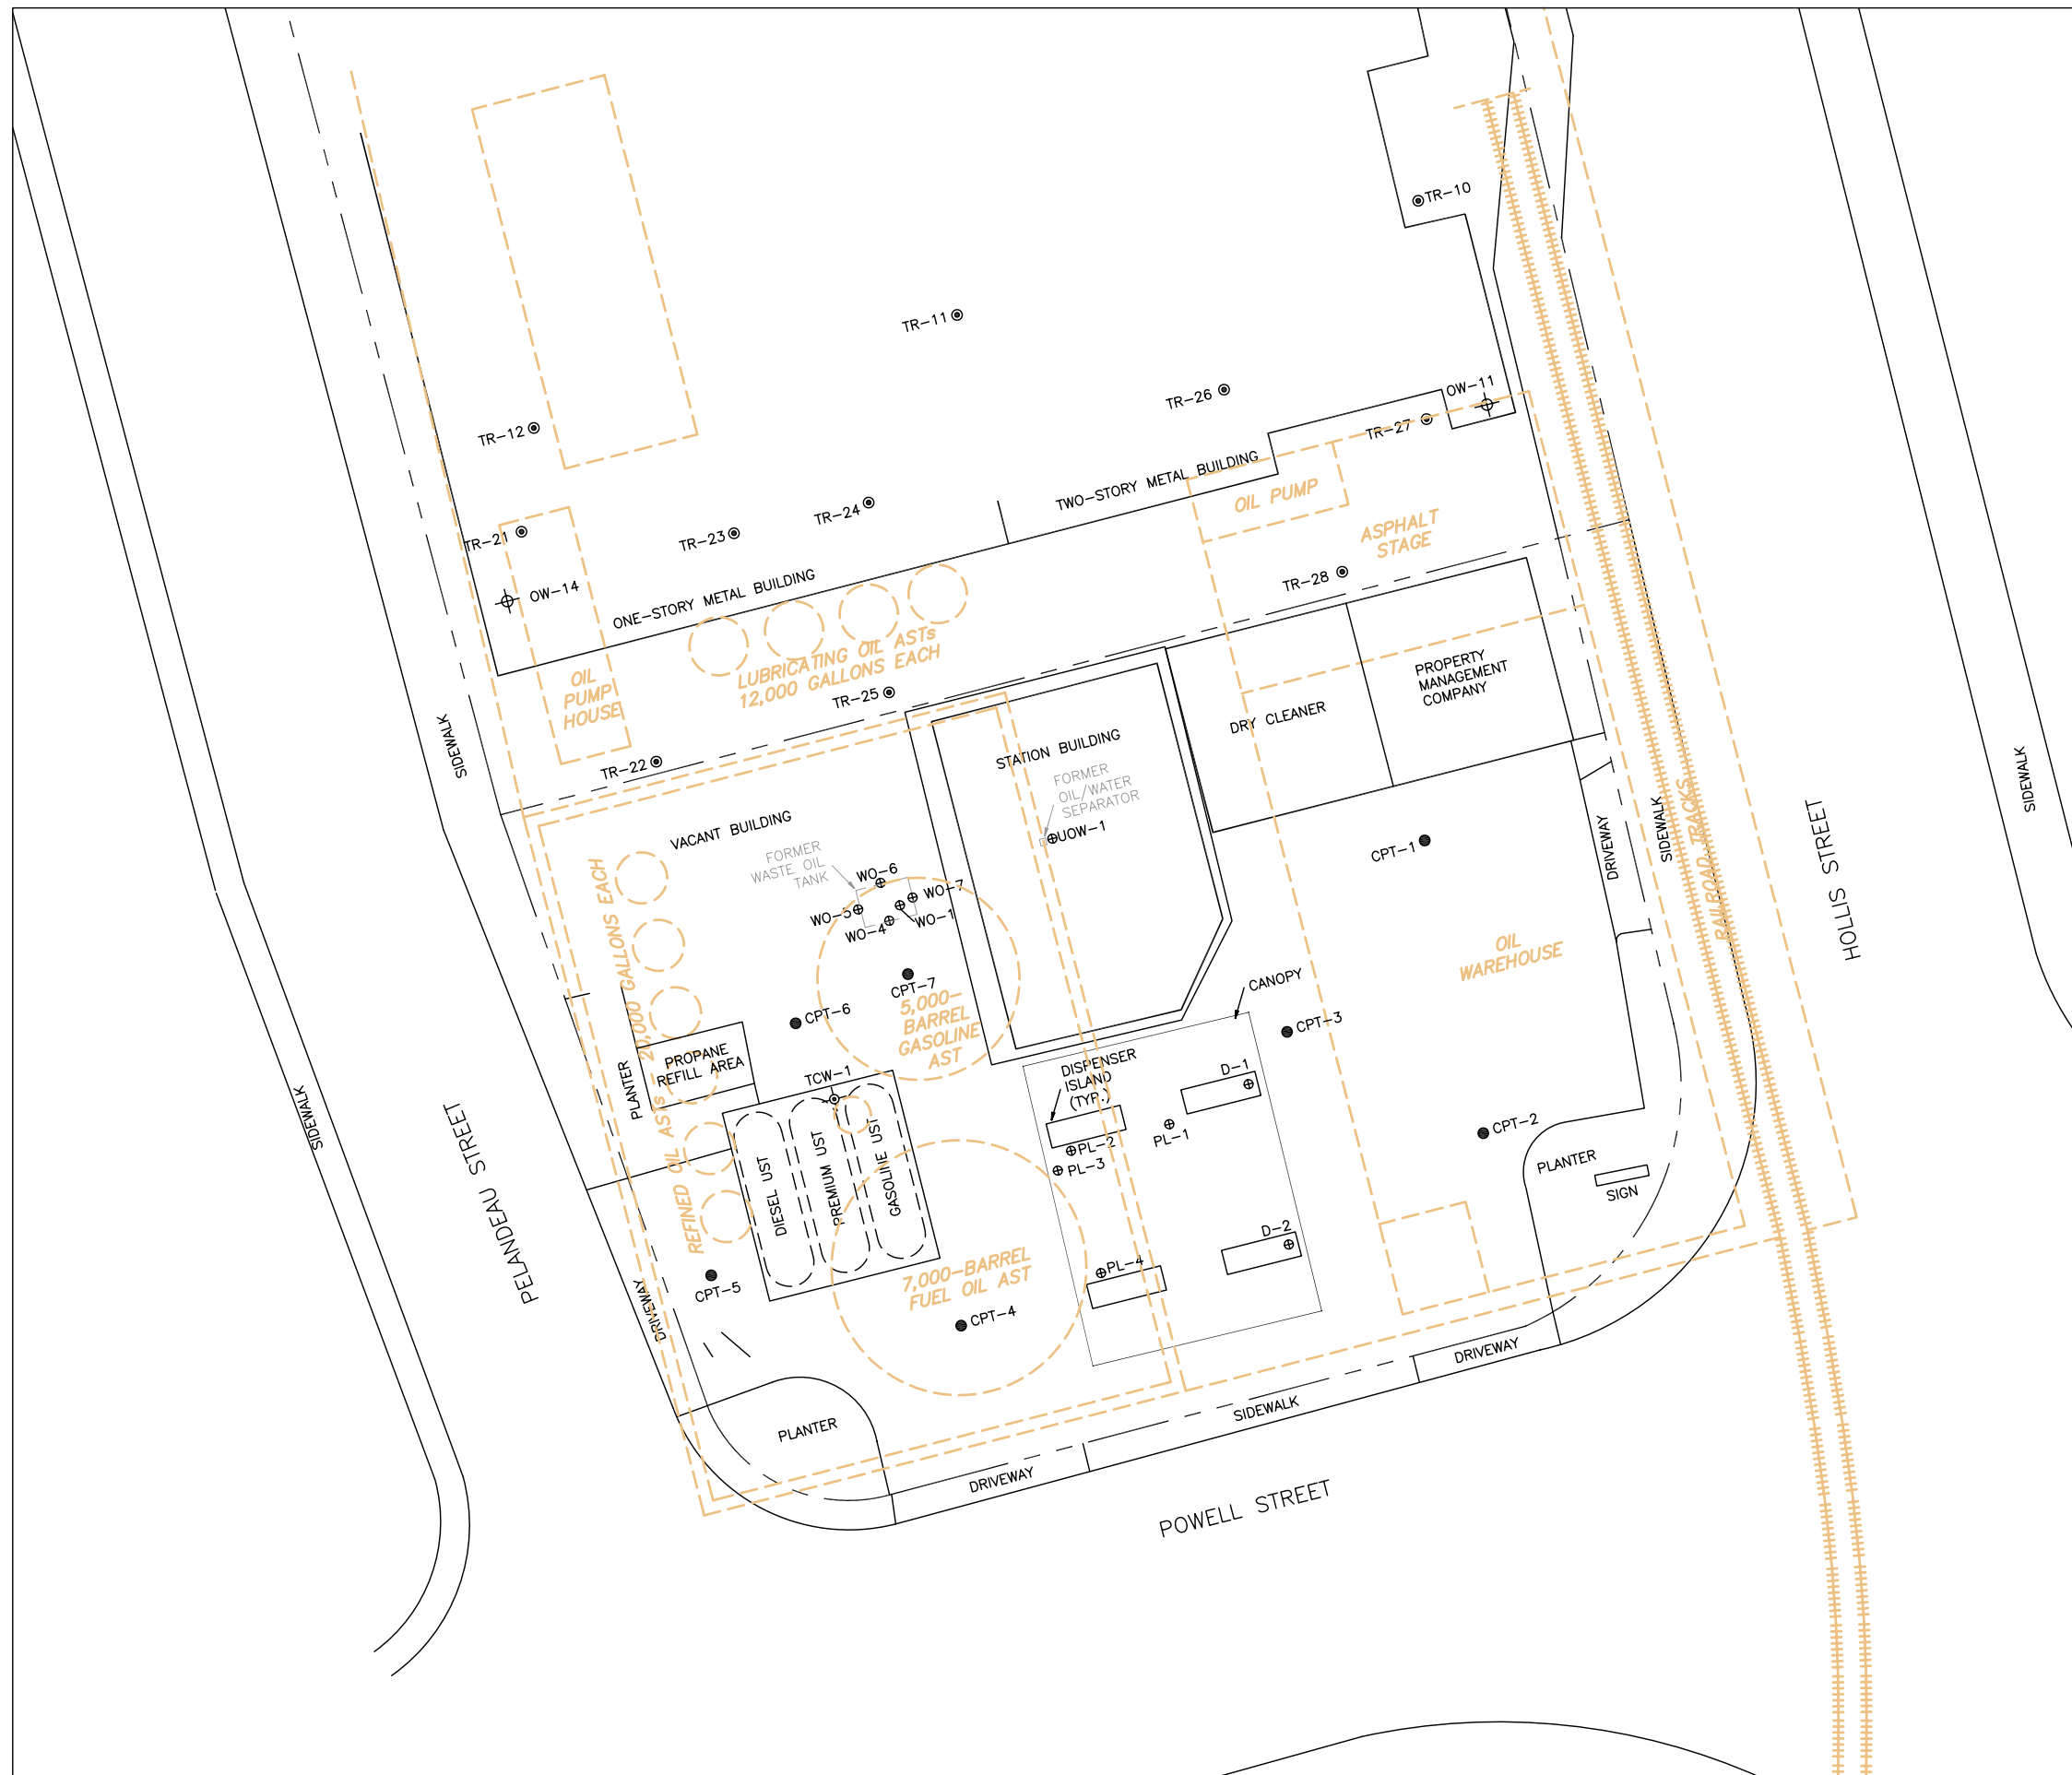 TR-10
TR-11
TR-26
OW-11
TR-27
TR-12
TWO-STORY METAL BUILDING
OIL PUMP
TR-24
TR-23
TR-21
ASPHALT
STAGE
OW-14
ONE-STORY METAL BUILDING
TR-28
LUBRICATING OIL ASTs
12,000 GALLONS EACH
OIL
PUMP
HOUSE
TR-25
PROPERTY
MANAGEMENT
COMPANY
DRY CLEANER
SIDEWALK
TR-22
STATION BUILDING
FORMER
OIL/WATER
SEPARATOR
UOW-1
VACANT BUILDING
FORMER
WASTE OIL
TANK
WO-6
WO-7
WO-5
WO-1
WO-4
CPT-1
DRIVEWAY
SIDEWALK
RAILROAD TRACKS
HOLLIS STREET
SIDEWALK
OIL
WAREHOUSE
CPT-7
5,000-
BARREL
GASOLINE
AST
CPT-6
CANOPY
CPT-3
REFINED OIL ASTs 20,000 GALLONS EACH
PLANTER
PROPANE
REFILL AREA
TCW-1
DISPENSER
ISLAND
(TYP.)
D-1
PL-1
PL-2
PL-3
CPT-2
PLANTER
SIGN
SIDEWALK
PELANDEAU STREET
DIESEL UST
PREMIUM UST
GASOLINE UST
D-2
PL-4
7,000-BARREL
FUEL OIL AST
CPT-5
CPT-4
DRIVEWAY
DRIVEWAY
SIDEWALK
PLANTER
DRIVEWAY
POWELL STREET